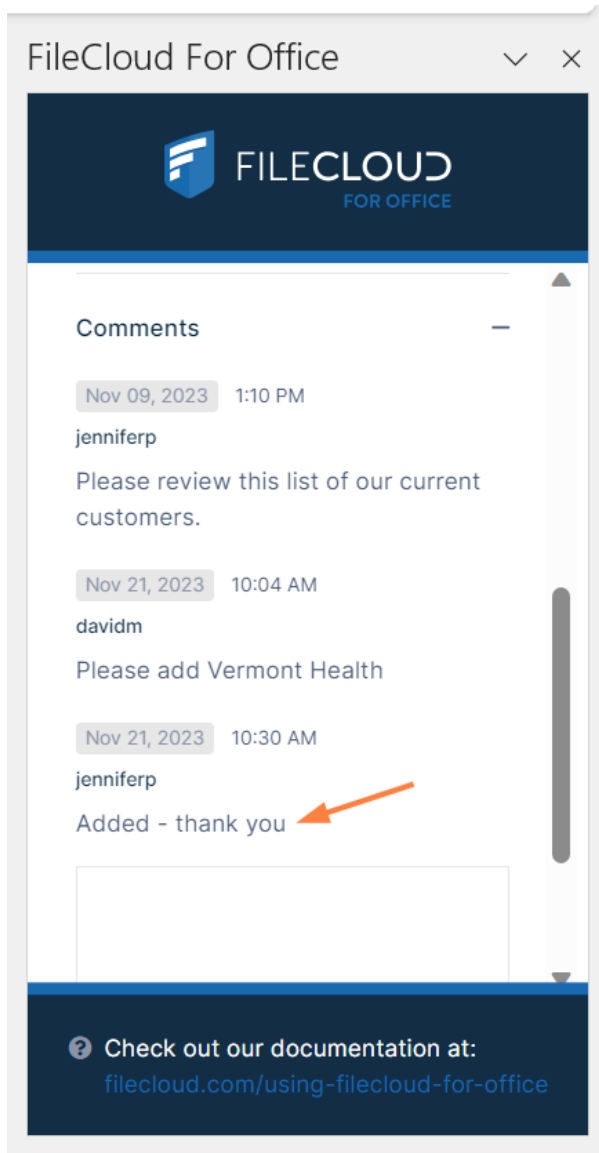 FileCloud For Office
FILECLOUD
FOR OFFICE
Comments
Nov 09, 2023 1:10 PM
jenniferp
Please review this list of our current
customers.
Nov 21, 2023 10:04 AM
davidm
Please add Vermont Health
Nov 21, 2023 10:30 AM
jenniferp
Added - thank you
Check out our documentation at:
filecloud.com/using-filecloud-for-office